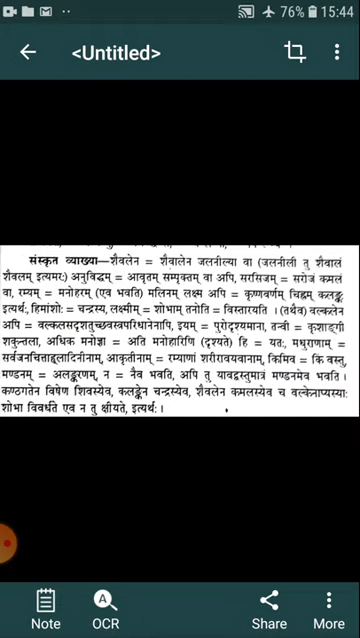 76% 15:44
<Untitled>
संस्कृत व्याख्या—शैवलेन = शैवालेन जलनील्या वा (जलनीली तु शैवालं
शैवलम् इत्यमरः) अनुविद्धम् = आवृतम् सम्पृक्तम् वा अपि, सरसिजम् = सरोजं कमलं
वा, रम्यम् = मनोहरम् (एव भवति) मलिनम् लक्ष्म अपि = कृष्णवर्णम् चिह्नम् कलङ्कः
इत्यर्थः, हिमांशोः = चन्द्रस्य, लक्ष्मीम् = शोभाम् तनोति = विस्तारयति । (तथैव) वल्कलेन
अपि = वल्कलसदृशतुच्छवस्त्रपरिधानेनापि, इयम् = पुरोदृश्यमाना, तन्वी = कृशाङ्गी
शकुन्तला, अधिक मनोज्ञा = अति मनोहारिणि (दृश्यते) हि = यतः, मधुराणाम् =
सर्वजनचित्ताह्लादिनीनाम्, आकृतीनाम् = रम्याणां शरीरावयवानाम्, किमिव = किं वस्तु,
मण्डनम् = अलङ्करणम्, न = नैव भवति, अपि तु यावद्वस्तुमात्रं मण्डनमेव भवति ।
कण्ठगतेन विषेण शिवस्येव, कलङ्केन चन्द्रस्येव, शैवलेन कमलस्येव च वल्केनाप्यस्याः
शोभा विवर्धते एव न तु क्षीयते, इत्यर्थः ।
Note OCR Share More